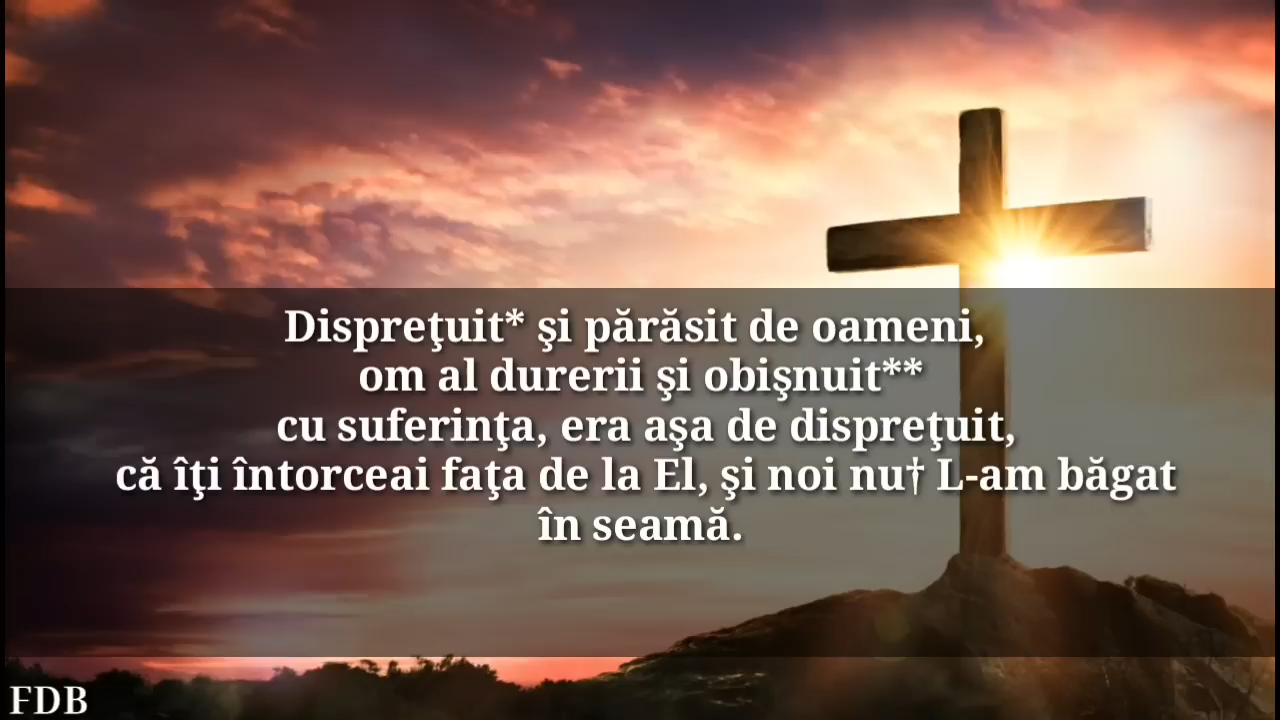 Dispreţuit* şi părăsit de oameni,
om al durerii şi obişnuit**
cu suferinţa, era aşa de dispreţuit,
că îţi întorceai faţa de la El, şi noi nu† L-am băgat
în seamă.
FDB